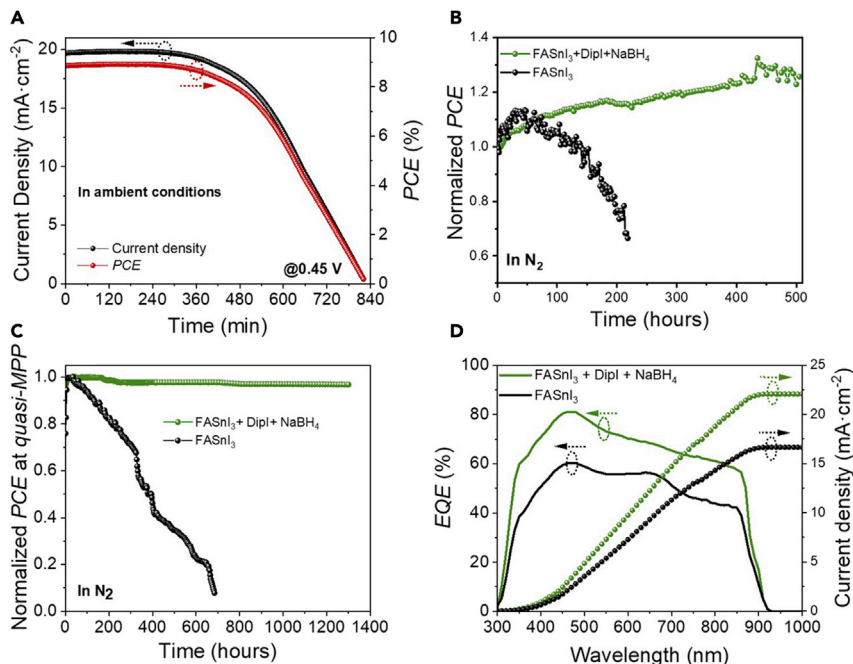 A
Current Density (mA·cm⁻²)
20
15
10
5
0
10
8
6
4
2
0
PCE (%)
In ambient conditions
Current density
PCE
@0.45 V
0 120 240 360 480 600 720 840
Time (min)
B
Normalized PCE
1.4
1.2
1.0
0.8
0.6
FASnI₃+DipI+NaBH₄
FASnI₃
In N₂
0 100 200 300 400 500
Time (hours)
C
Normalized PCE at quasi-MPP
1.0
0.8
0.6
0.4
0.2
0.0
FASnI₃+ DipI + NaBH₄
FASnI₃
In N₂
0 200 400 600 800 1000 1200 1400
Time (hours)
D
EQE (%)
100
80
60
40
20
0
FASnI₃ + DipI + NaBH₄
FASnI₃
25
20
15
10
5
0
Current density (mA·cm⁻²)
300 400 500 600 700 800 900 1000
Wavelength (nm)